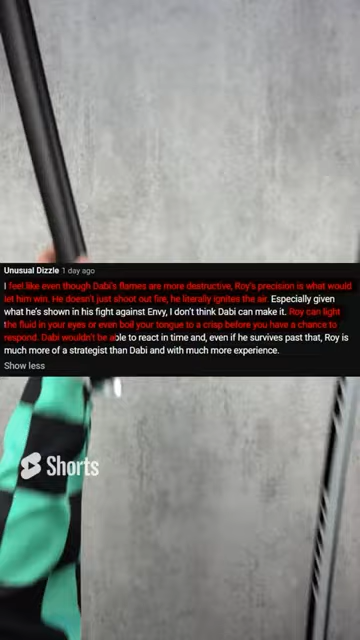 Unusual Dizzle 1 day ago
I feel like even though Dabi's flames are more destructive, Roy's precision is what would
let him win. He doesn't just shoot out fire, he literally ignites the air. Especially given
what he's shown in his fight against Envy, I don't think Dabi can make it. Roy can light
the fluid in your eyes or even boil your tongue to a crisp before you have a chance to
respond. Dabi wouldn't be able to react in time and, even if he survives past that, Roy is
much more of a strategist than Dabi and with much more experience.
Show less
Shorts